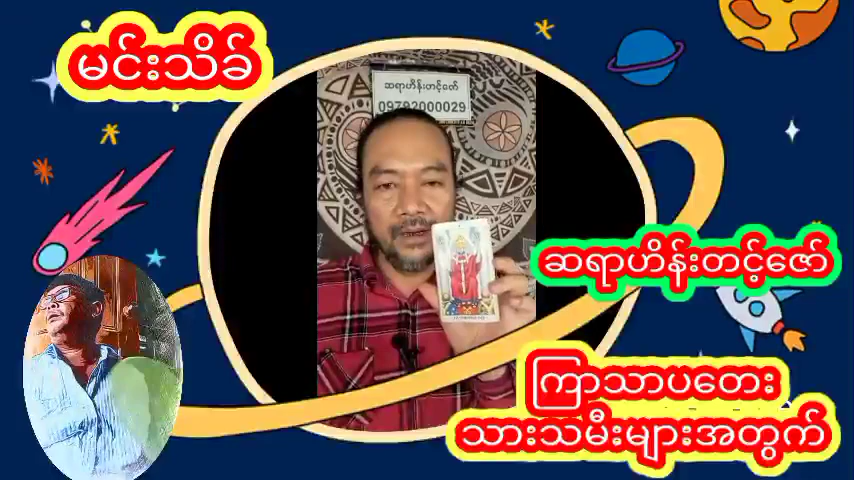 မင်းသိခ်
ဆရာဟိန်းတင့်ဇော်
09792000029
ဆရာဟိန်းတင့်ဇော်
ကြာသာပတေး
သားသမီးများအတွက်